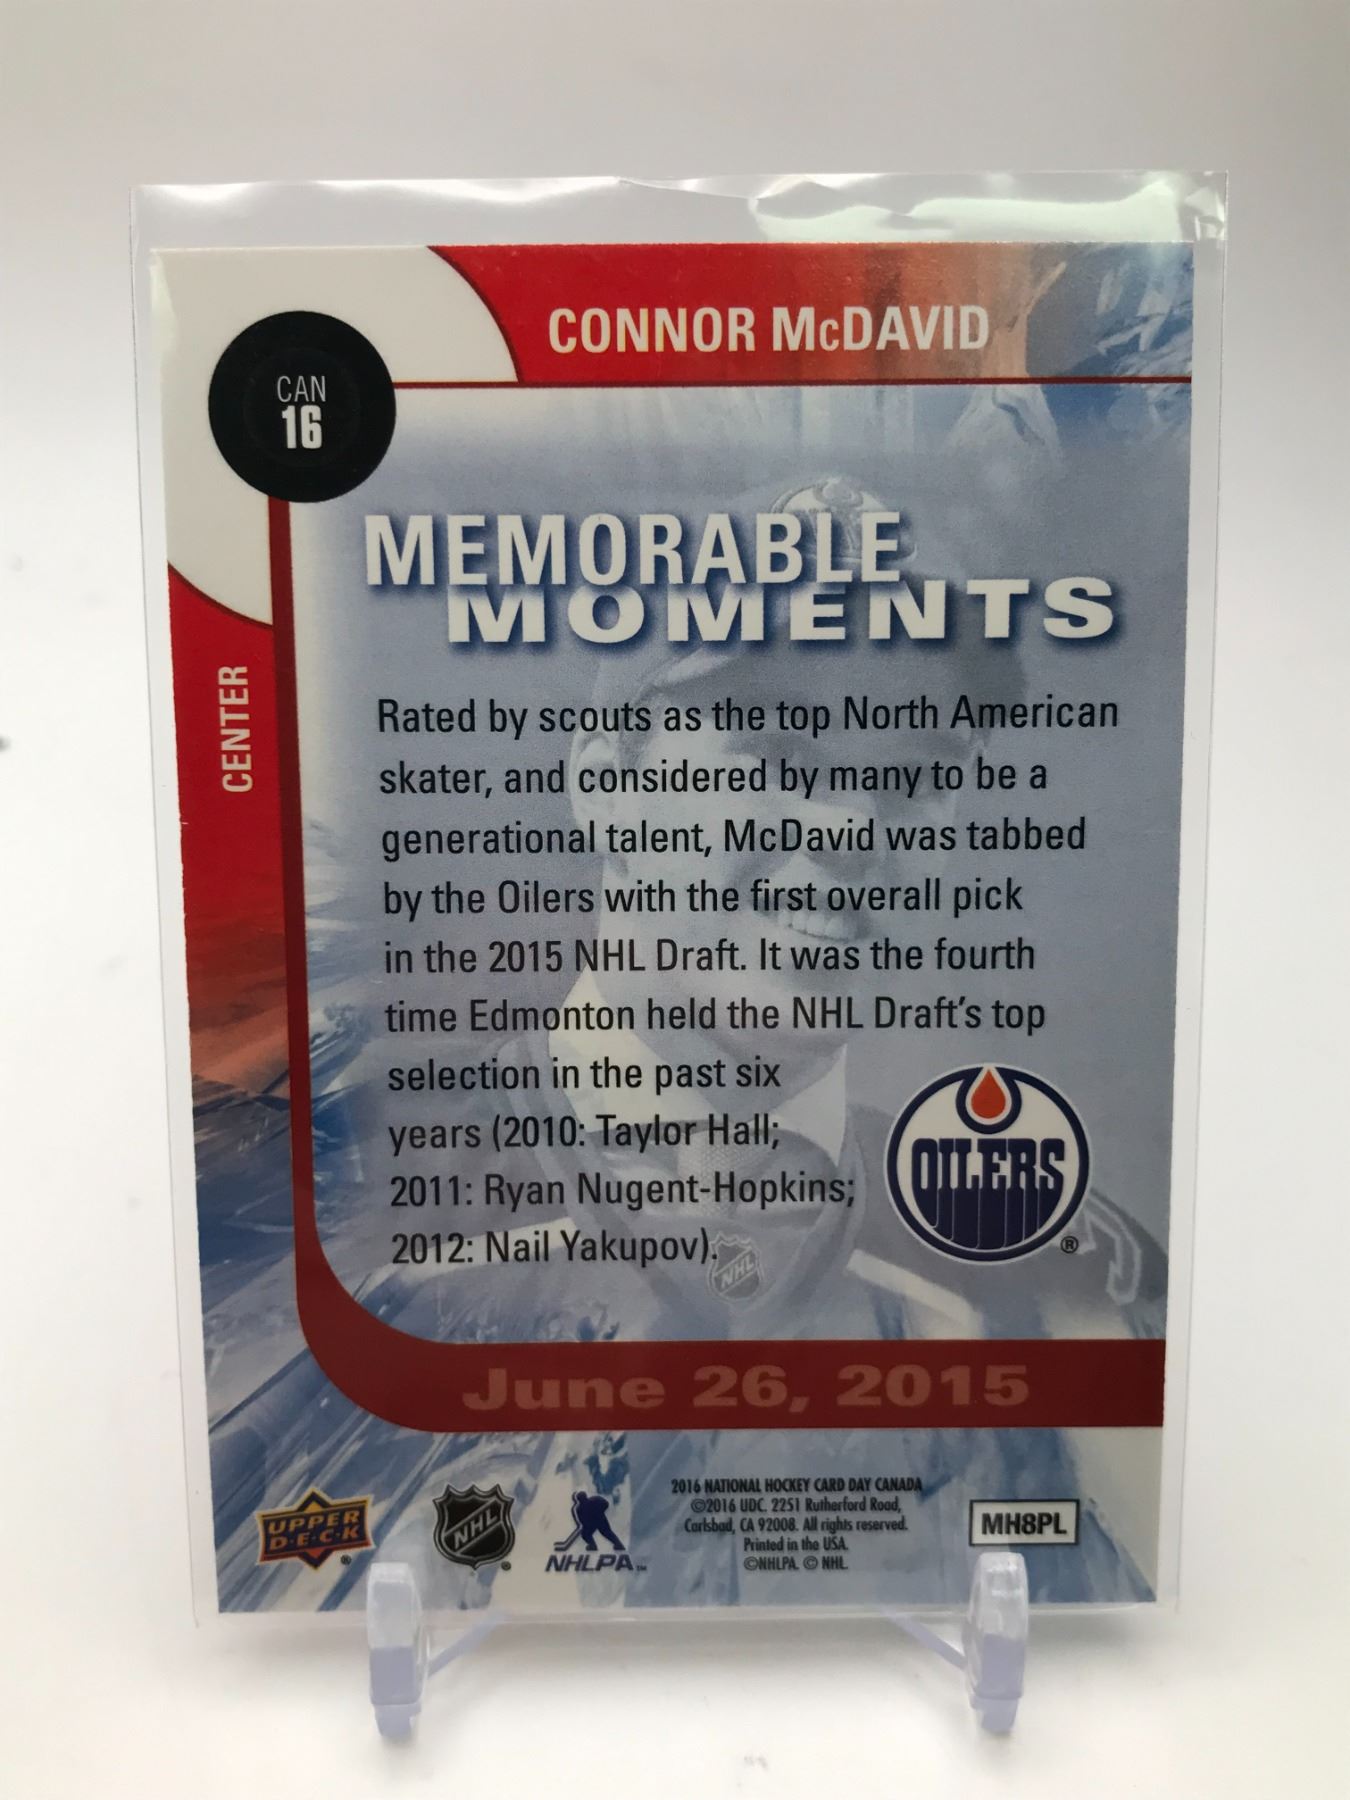 CONNOR McDAVID
CAN
16
MEMORABLE
MOMENTS
CENTER
Rated by scouts as the top North American
skater, and considered by many to be a
generational talent, McDavid was tabbed
by the Oilers with the first overall pick
in the 2015 NHL Draft. It was the fourth
time Edmonton held the NHL Draft's top
selection in the past six
years (2010: Taylor Hall;
2011: Ryan Nugent-Hopkins;
2012: Nail Yakupov).
OILERS
®
NHL
June 26, 2015
UPPER
D·E·C·K
®
NHL
®
NHLPA™
2016 NATIONAL HOCKEY CARD DAY CANADA
©2016 UDC. 2251 Rutherford Road,
Carlsbad, CA 92008. All rights reserved.
Printed in the USA.
©NHLPA. © NHL.
MH8PL